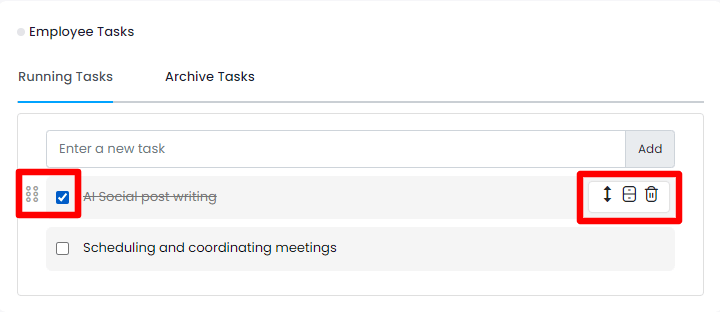 Employee Tasks
Running Tasks Archive Tasks
Enter a new task Add
AI Social post writing
Scheduling and coordinating meetings